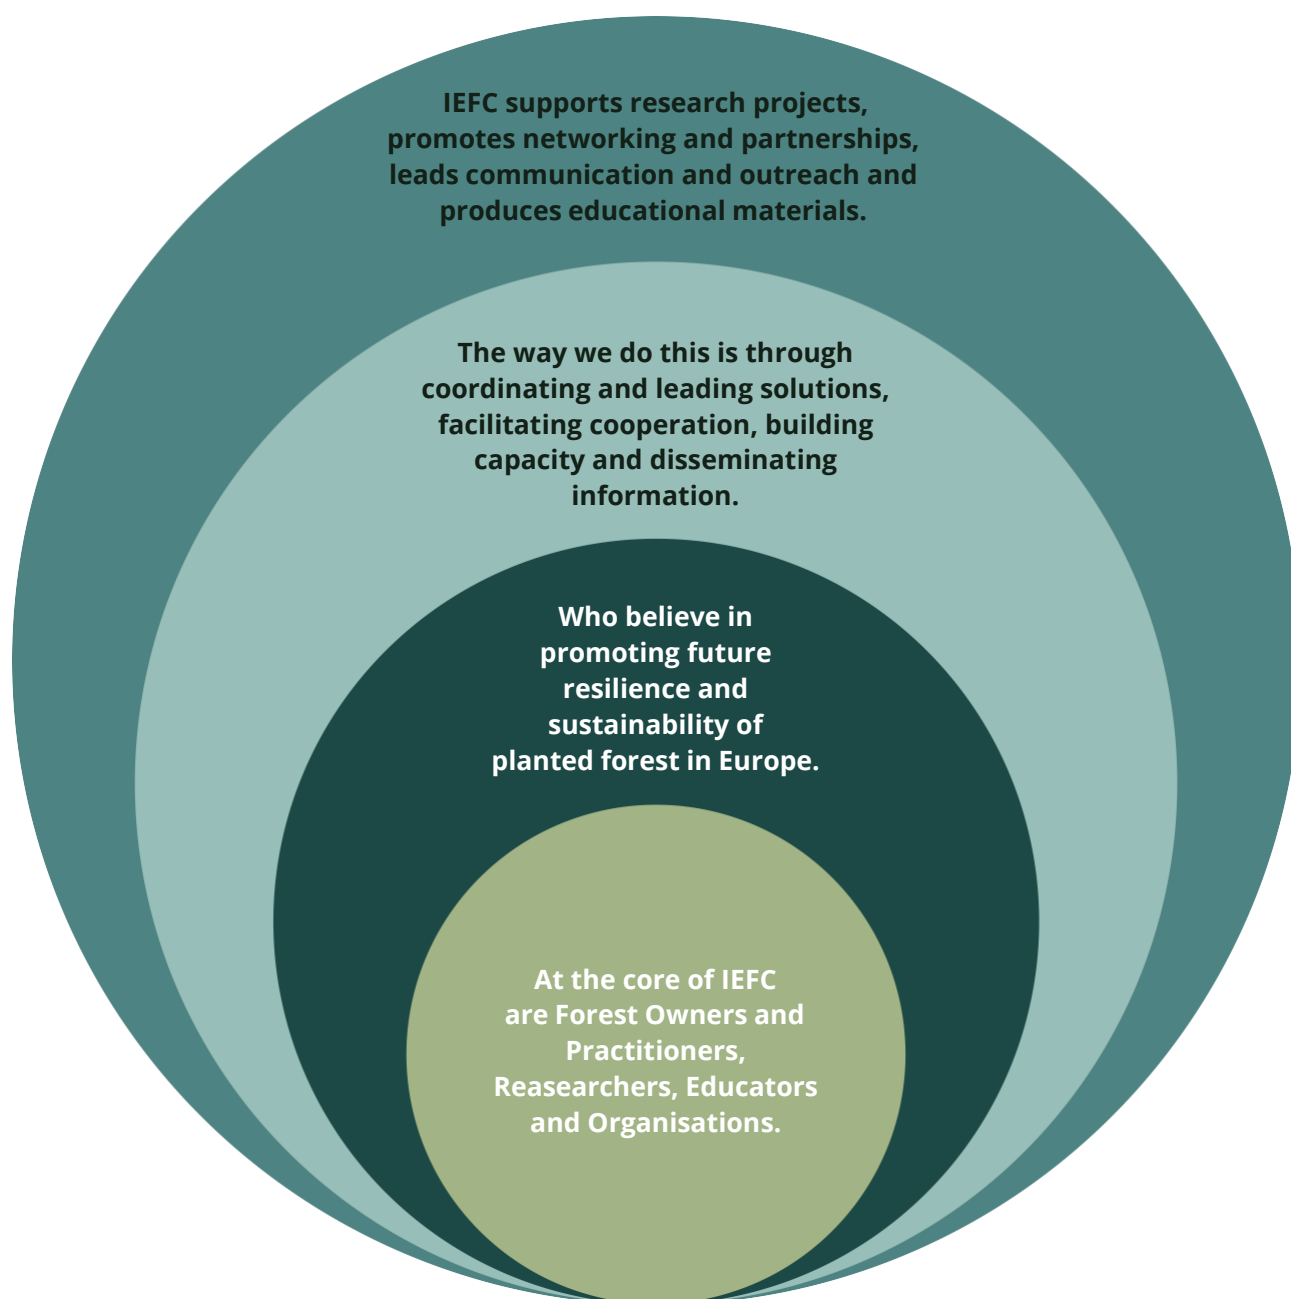 IEFC supports research projects,
promotes networking and partnerships,
leads communication and outreach and
produces educational materials.
The way we do this is through
coordinating and leading solutions,
facilitating cooperation, building
capacity and disseminating
information.
Who believe in
promoting future
resilience and
sustainability of
planted forest in Europe.
At the core of IEFC
are Forest Owners and
Practitioners,
Reasearchers, Educators
and Organisations.